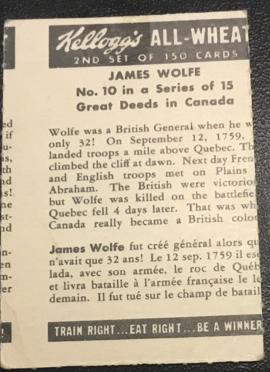 Kellogg's ALL-WHEAT
2ND SET OF 150 CARDS
JAMES WOLFE
No. 10 in a Series of 15
Great Deeds in Canada
Wolfe was a British General when he w
only 32! On September 12, 1759,
landed troops a mile above Quebec. Th
climbed the cliff at dawn. Next day Fren
and English troops met on Plains
Abraham. The British were victorio
but Wolfe was killed on the battlefie
Quebec fell 4 days later. That was wh
Canada really became a British colo
James Wolfe fut créé général alors qu
n'avait que 32 ans! Le 12 sep. 1759 il es
lada, avec son armée, le roc de Québ
et livra bataille à l'armée française le l
demain. Il fut tué sur le champ de batail
TRAIN RIGHT...EAT RIGHT...BE A WINNER